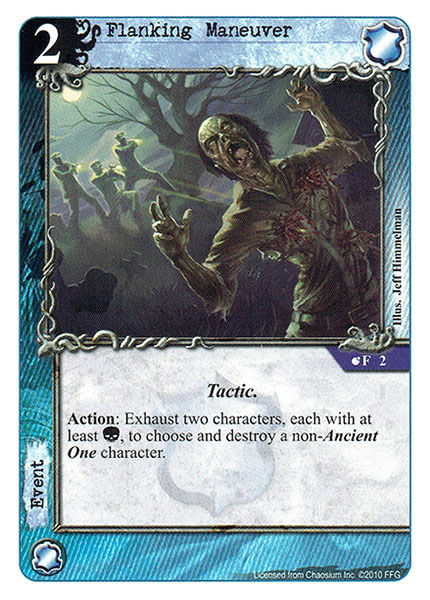 2
Flanking Maneuver
Illus. Jeff Himmelman
F 2
Tactic.
Action: Exhaust two characters, each with at
least , to choose and destroy a non-Ancient
One character.
Event
Licensed from Chaosium Inc. ©2010 FFG